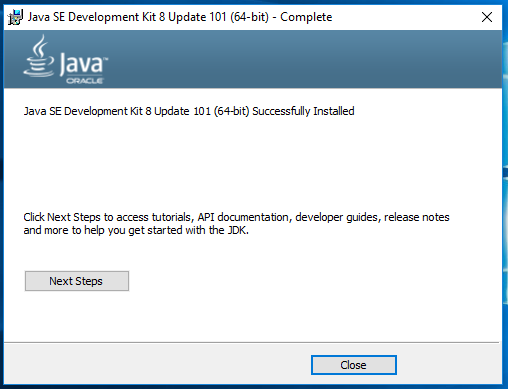 Java SE Development Kit 8 Update 101 (64-bit) - Complete
Java™
ORACLE
Java SE Development Kit 8 Update 101 (64-bit) Successfully Installed
Click Next Steps to access tutorials, API documentation, developer guides, release notes
and more to help you get started with the JDK.
Next Steps
Close